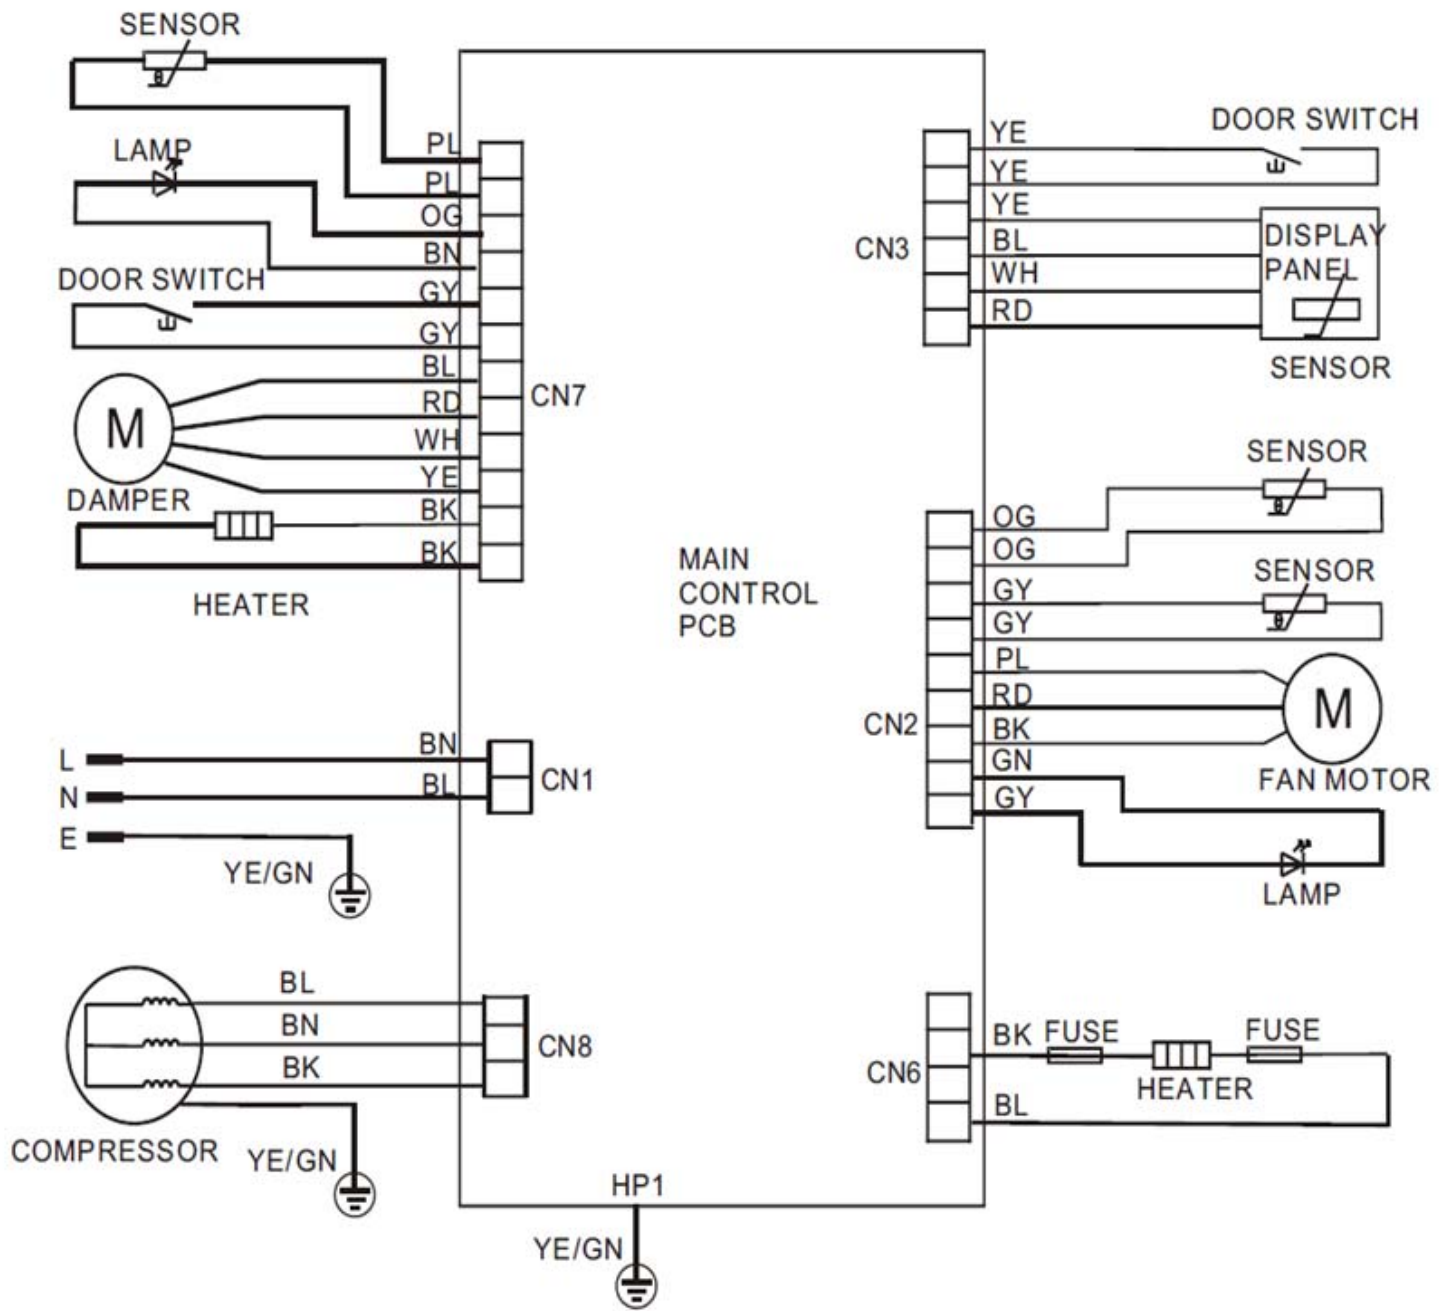 SENSOR
PL
LAMP
PL
OG
BN
DOOR SWITCH
GY
GY
BL
RD
CN7
M
WH
YE
DAMPER
BK
BK
HEATER
MAIN
CONTROL
PCB
L
BN
N
BL
CN1
E
YE/GN
BL
BN
CN8
BK
COMPRESSOR
YE/GN
HP1
YE/GN
YE
DOOR SWITCH
YE
YE
CN3
BL
DISPLAY
PANEL
WH
RD
SENSOR
SENSOR
OG
OG
SENSOR
GY
GY
PL
RD
M
CN2
BK
GN
FAN MOTOR
GY
LAMP
BK
FUSE
FUSE
CN6
HEATER
BL